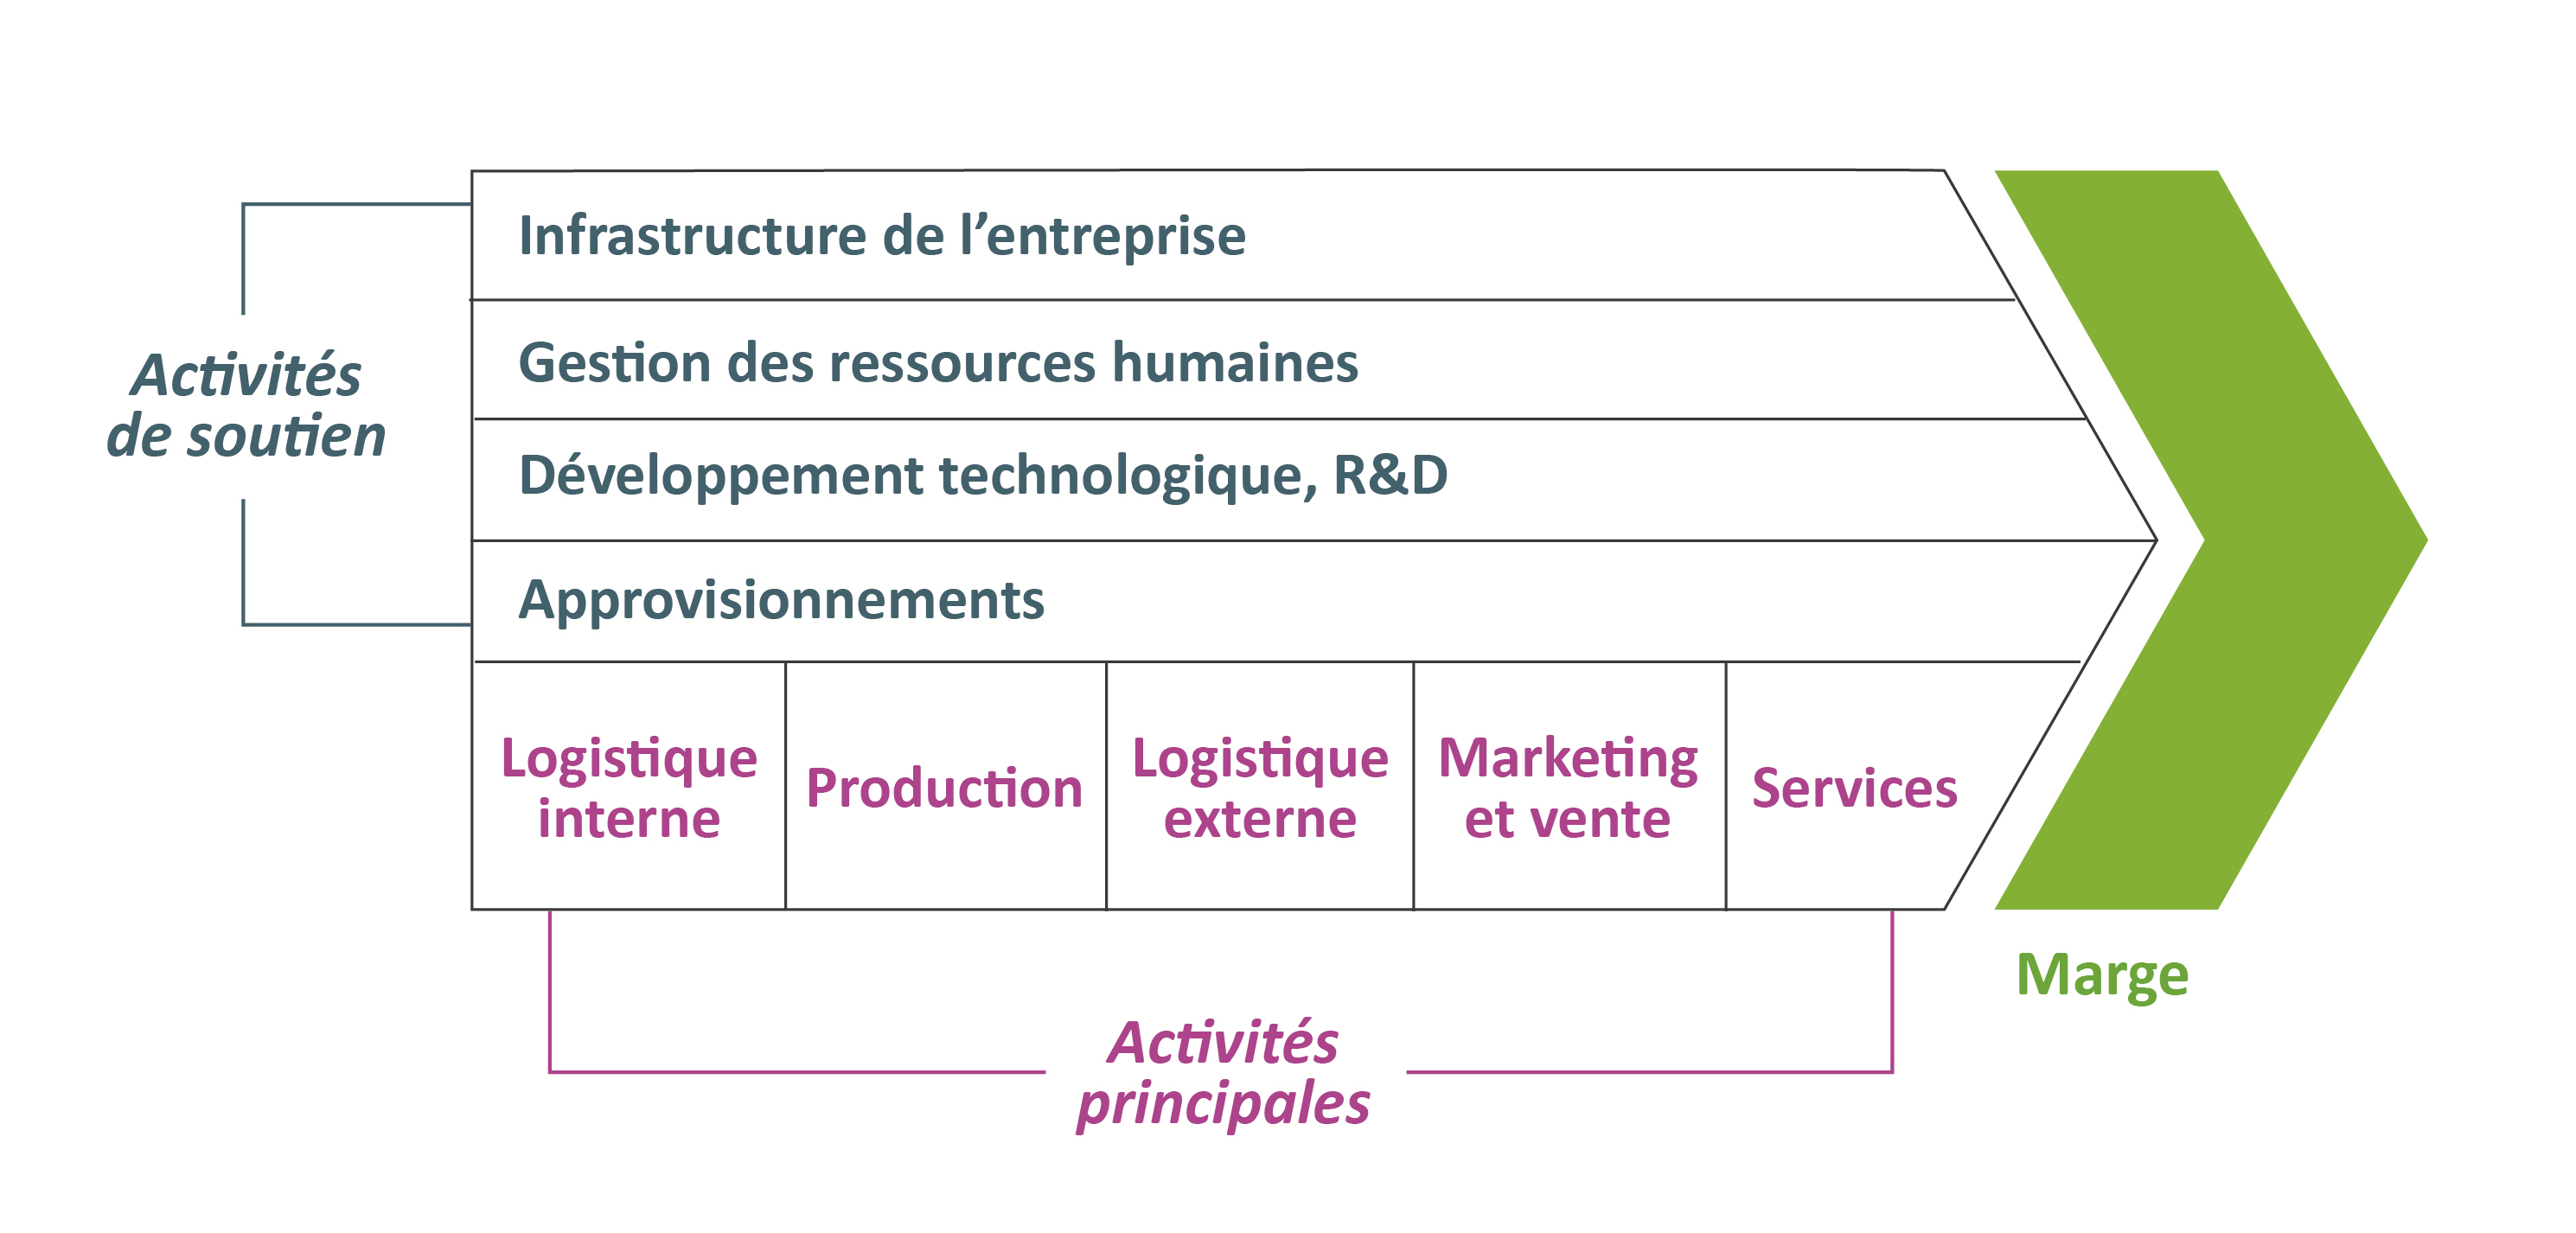 Infrastructure de l’entreprise
Gestion des ressources humaines
Activités
de soutien
Développement technologique, R&D
Approvisionnements
Logistique
interne
Production
Logistique
externe
Marketing
et vente
Services
Marge
Activités
principales